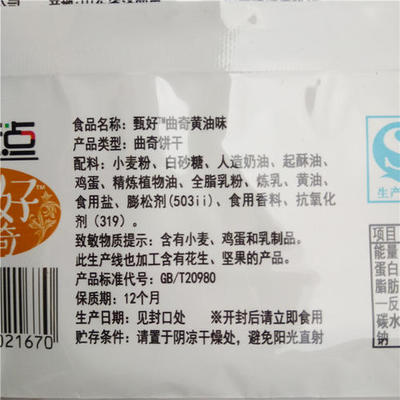 食品名称：甄好™曲奇黄油味
产品类型：曲奇饼干
配料：小麦粉、白砂糖、人造奶油、起酥油、
鸡蛋、精炼植物油、全脂乳粉、炼乳、黄油、
食用盐、膨松剂(503ii)、食用香料、抗氧化
剂（319）。
致敏物质提示：含有小麦、鸡蛋和乳制品。
此生产线也加工含有花生、坚果的产品。
产品标准代号：GB/T20980
保质期：12个月
生产日期：见封口处 ※开封后请立即食用
贮存条件：请置于阴凉干燥处，避免阳光直射
点
好™
奇
021670
生产
项目
能量
蛋白
脂肪
一反
碳水
钠